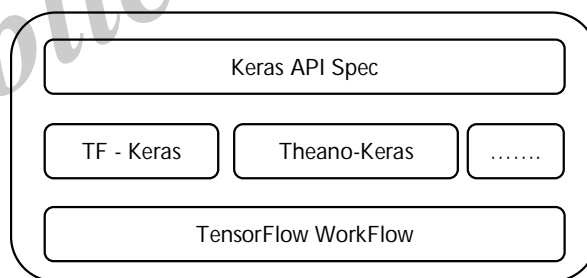 Keras API Spec
TF - Keras
Theano-Keras
.......
TensorFlow WorkFlow